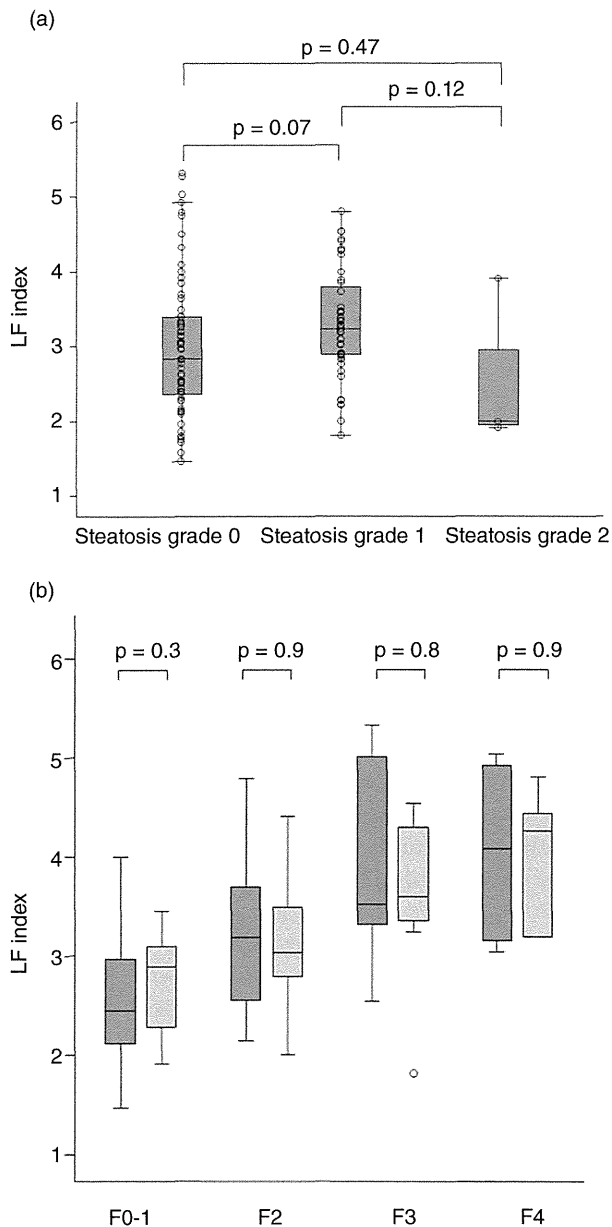 (a)
p = 0.47
p = 0.12
p = 0.07
6
5
4
3
2
1
LF index
Steatosis grade 0 Steatosis grade 1 Steatosis grade 2
(b)
p = 0.3 p = 0.9 p = 0.8 p = 0.9
6
5
4
3
2
1
LF index
F0-1 F2 F3 F4